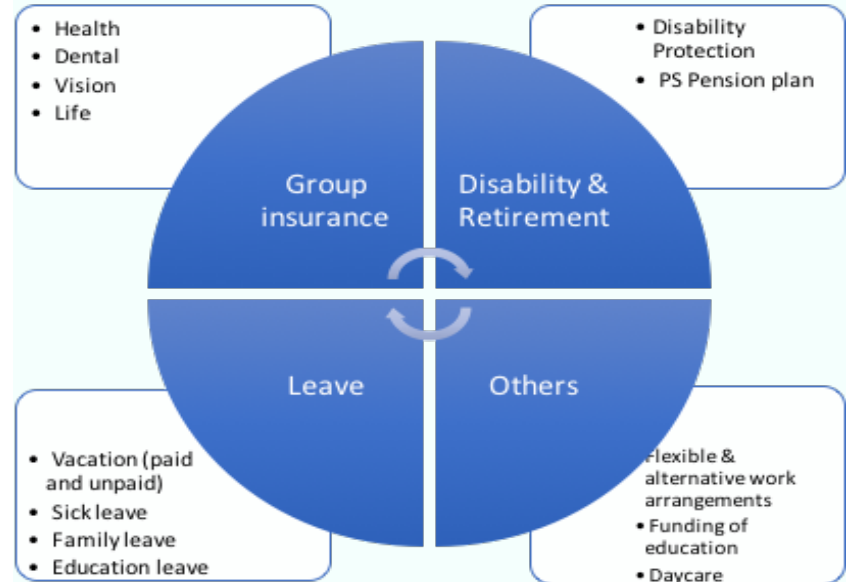 • Health
• Dental
• Vision
• Life
• Disability
Protection
• PS Pension plan
Group
insurance
Disability &
Retirement
Leave
Others
• Vacation (paid
and unpaid)
• Sick leave
• Family leave
• Education leave
Flexible &
alternative work
arrangements
• Funding of
education
• Daycare